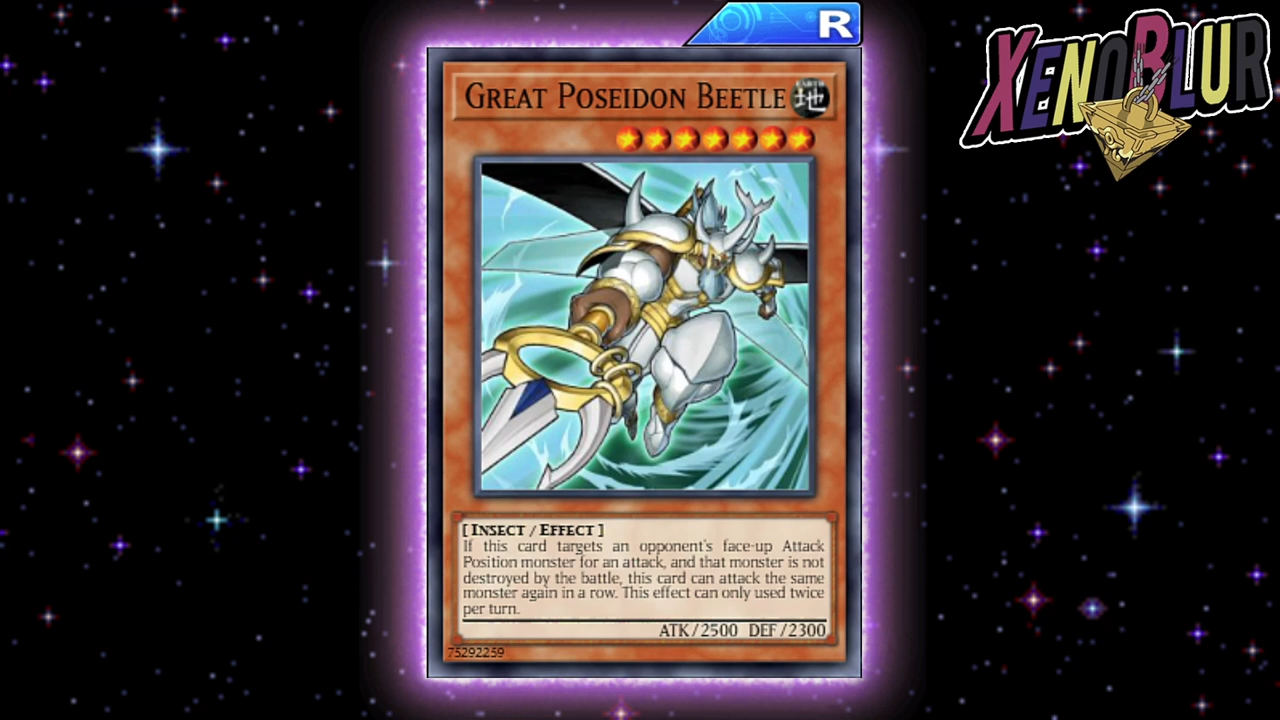 R
XENOBLUR
GREAT POSEIDON BEETLE
EARTH
地
[ INSECT / EFFECT ]
If this card targets an opponent's face-up Attack
Position monster for an attack, and that monster is not
destroyed by the battle, this card can attack the same
monster again in a row. This effect can only used twice
per turn.
ATK/2500 DEF/2300
75292259